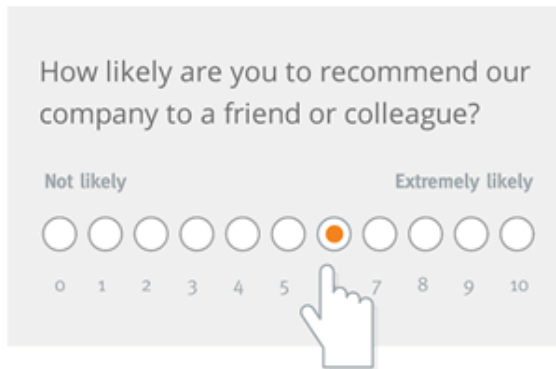 How likely are you to recommend our
company to a friend or colleague?
Not likely Extremely likely
0 1 2 3 4 5 7 8 9 10